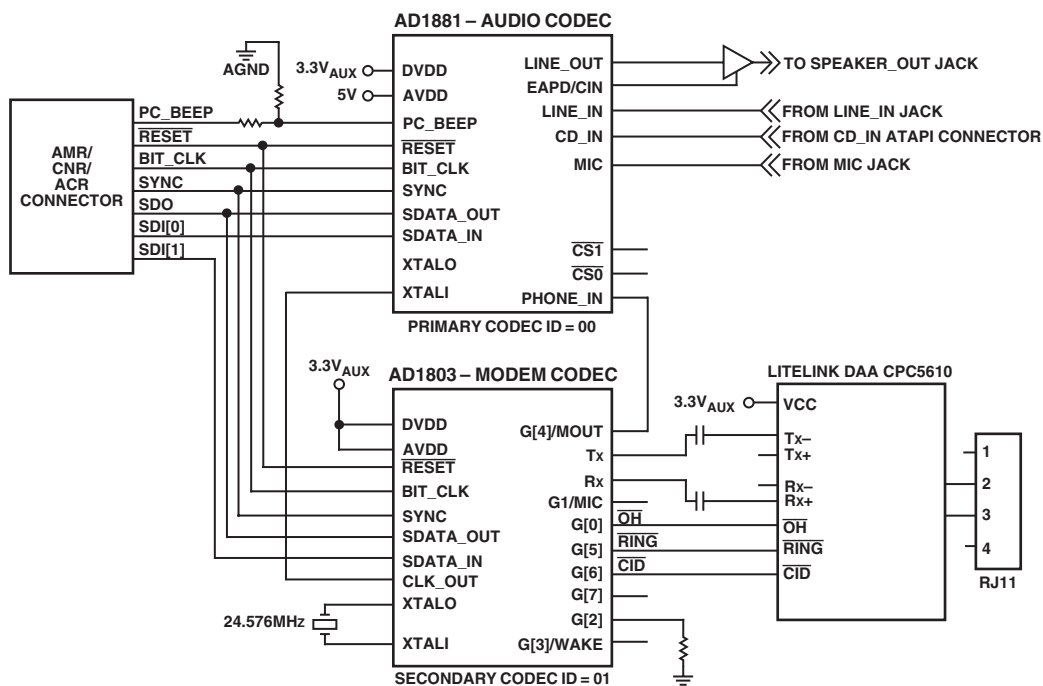 AD1881 – AUDIO CODEC
AGND
3.3VAUX
DVDD
5V
AVDD
LINE_OUT
TO SPEAKER_OUT JACK
EAPD/CIN
LINE_IN
FROM LINE_IN JACK
CD_IN
FROM CD_IN ATAPI CONNECTOR
MIC
FROM MIC JACK
AMR/
CNR/
ACR
CONNECTOR
PC_BEEP
RESET
BIT_CLK
SYNC
SDO
SDI[0]
SDI[1]
PC_BEEP
RESET
BIT_CLK
SYNC
SDATA_OUT
SDATA_IN
XTALO
XTALI
CS1
CS0
PHONE_IN
PRIMARY CODEC ID = 00
3.3VAUX
AD1803 – MODEM CODEC
DVDD
AVDD
RESET
BIT_CLK
SYNC
SDATA_OUT
SDATA_IN
CLK_OUT
XTALO
XTALI
24.576MHz
G[4]/MOUT
Tx
Rx
G1/MIC
G[0]
G[5]
G[6]
G[7]
G[2]
G[3]/WAKE
OH
RING
CID
SECONDARY CODEC ID = 01
LITELINK DAA CPC5610
3.3VAUX
VCC
Tx–
Tx+
Rx–
Rx+
OH
RING
CID
1
2
3
4
RJ11